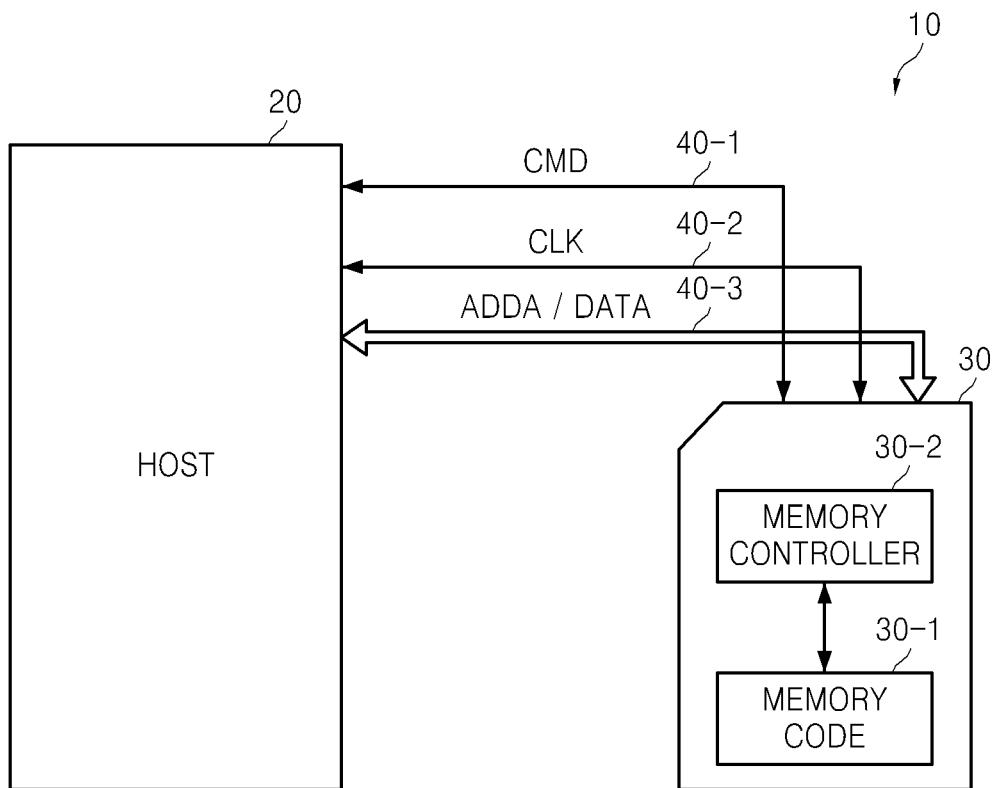 10
20
CMD
40-1
CLK
40-2
ADDA / DATA
40-3
30
HOST
30-2
MEMORY
CONTROLLER
30-1
MEMORY
CODE